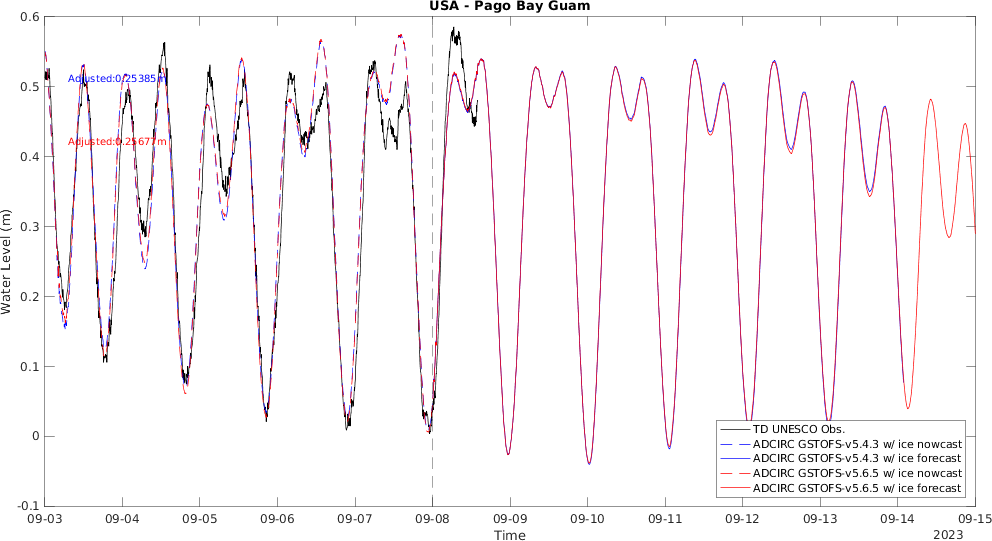 USA - Pago Bay Guam
0.6
0.5
0.4
0.3
0.2
0.1
0
-0.1
Water Level (m)
Adjusted:0.25385m
Adjusted:0.25677m
TD UNESCO Obs.
ADCIRC GSTOFS-v5.4.3 w/ ice nowcast
ADCIRC GSTOFS-v5.4.3 w/ ice forecast
ADCIRC GSTOFS-v5.6.5 w/ ice nowcast
ADCIRC GSTOFS-v5.6.5 w/ ice forecast
09-03 09-04 09-05 09-06 09-07 09-08 09-09 09-10 09-11 09-12 09-13 09-14 09-15
Time
2023